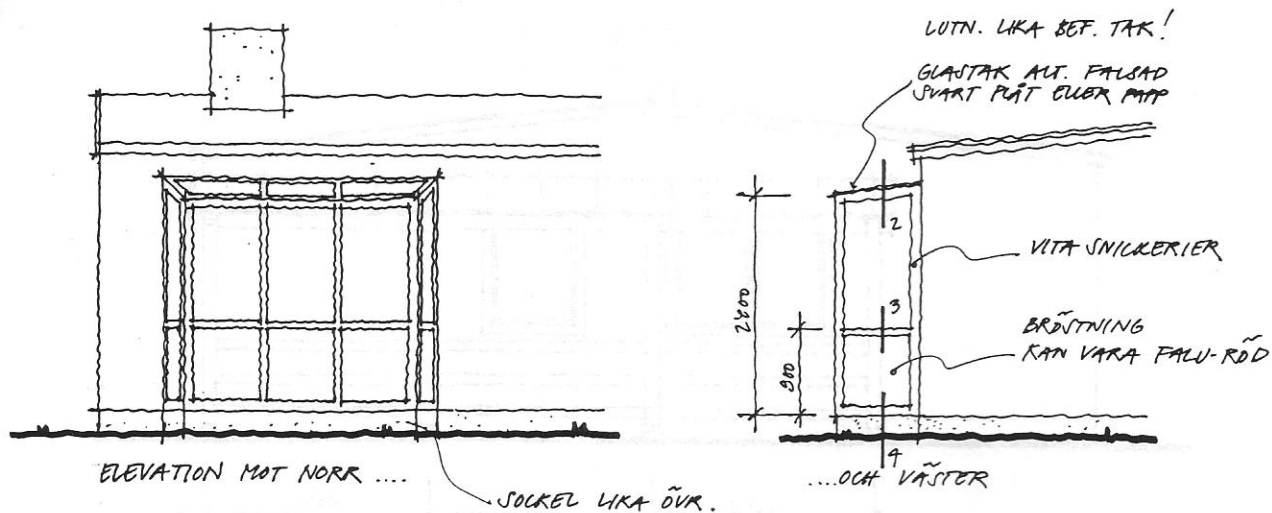 LUTN. LIKA BEF. TAK!
GLASTAK ALT. FALSAD
SVART PLÅT ELLER PAPP
2
VITA SNICKERIER
3
2400
BRÖSTNING
KAN VARA FALU-RÖD
900
4
ELEVATION MOT NORR ....
....OCH VÄSTER
SOCKEL LIKA ÖVR.